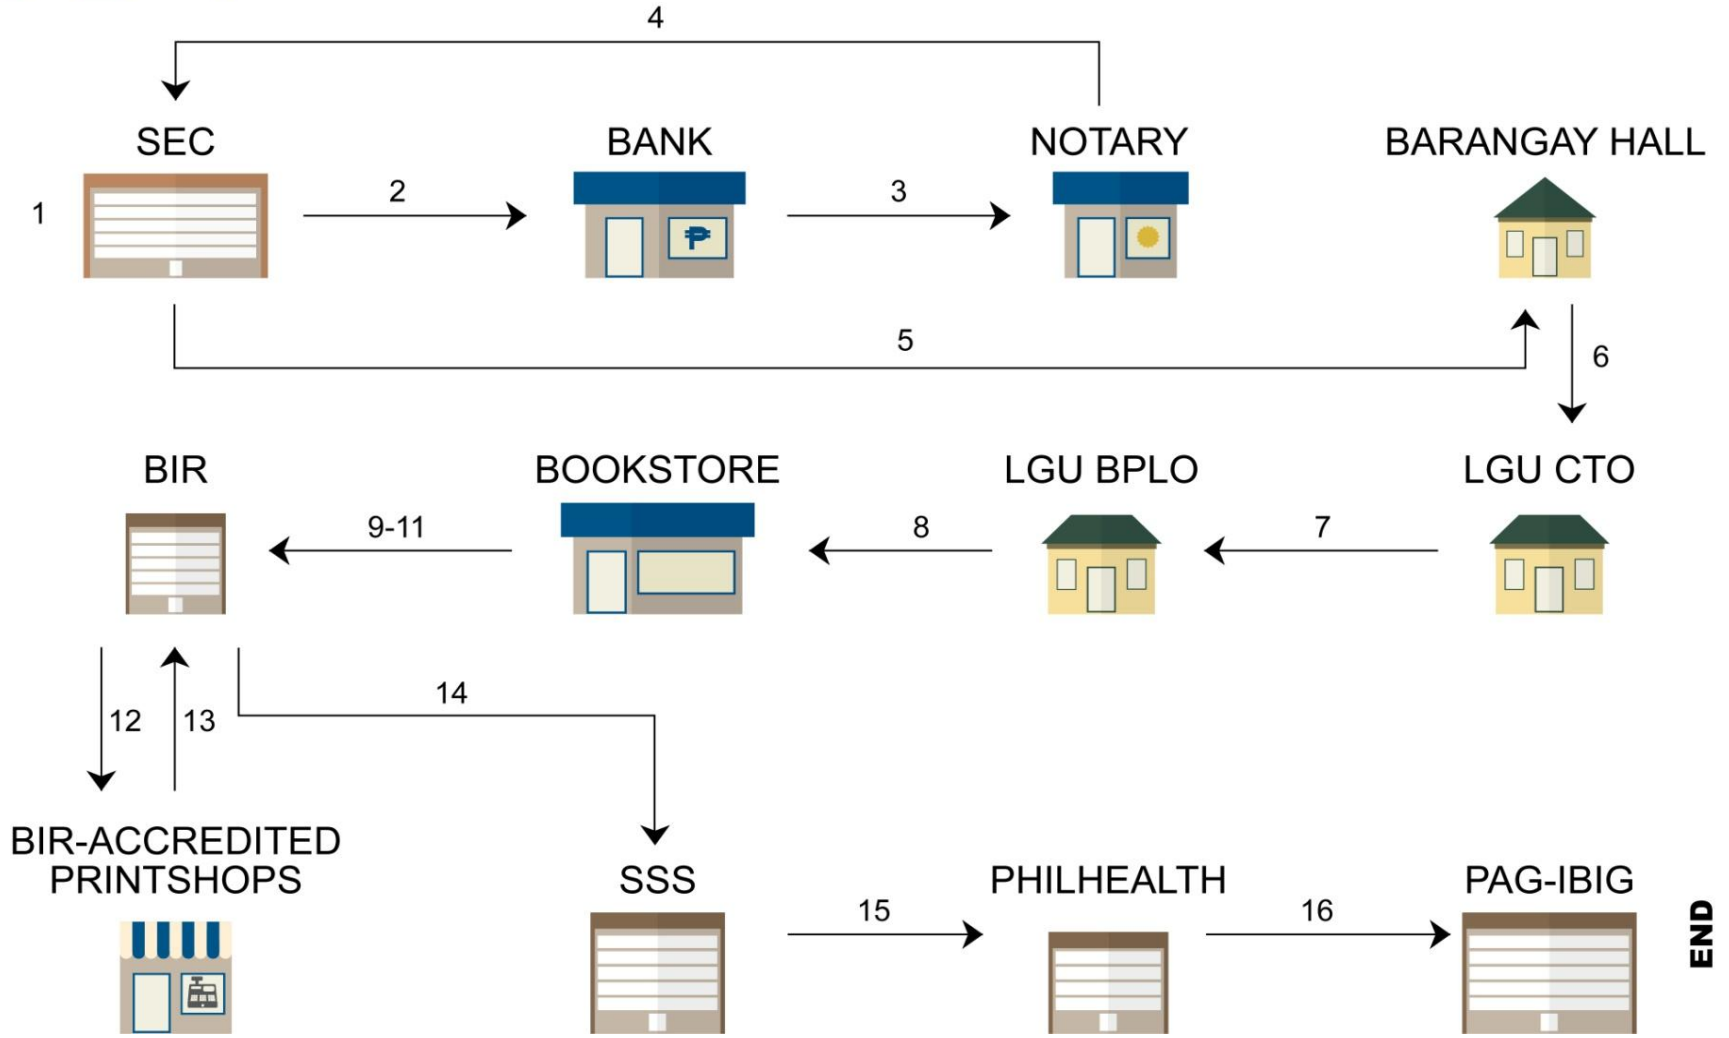 4
SEC
BANK
NOTARY
BARANGAY HALL
1
2
3
₱
5
6
BIR
BOOKSTORE
LGU BPLO
LGU CTO
9-11
8
7
14
12
13
BIR-ACCREDITED
PRINTSHOPS
SSS
PHILHEALTH
PAG-IBIG
15
16
END